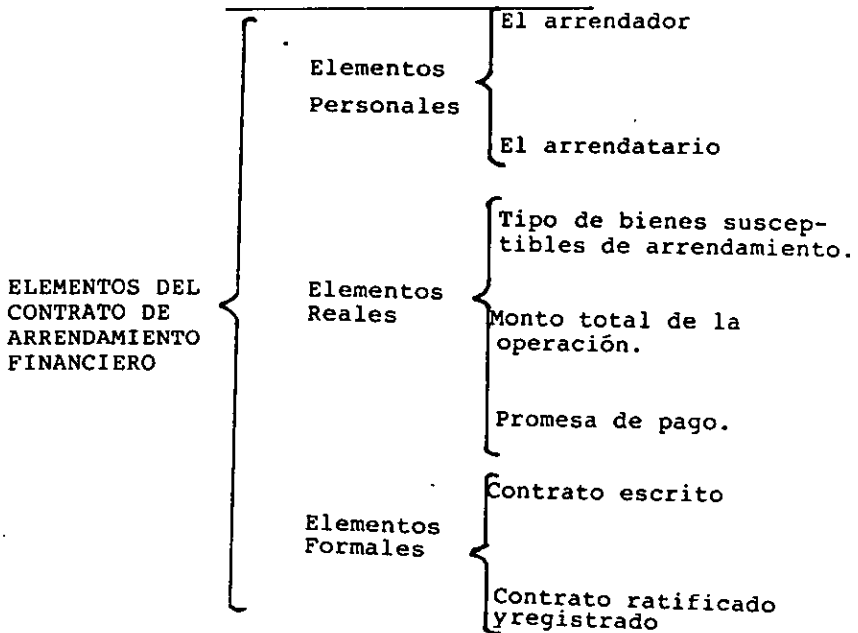 El arrendador
Elementos
Personales
El arrendatario
Tipo de bienes suscep-
tibles de arrendamiento.
ELEMENTOS DEL
CONTRATO DE
ARRENDAMIENTO
FINANCIERO
Elementos
Reales
Monto total de la
operación.
Promesa de pago.
Contrato escrito
Elementos
Formales
Contrato ratificado
yregistrado